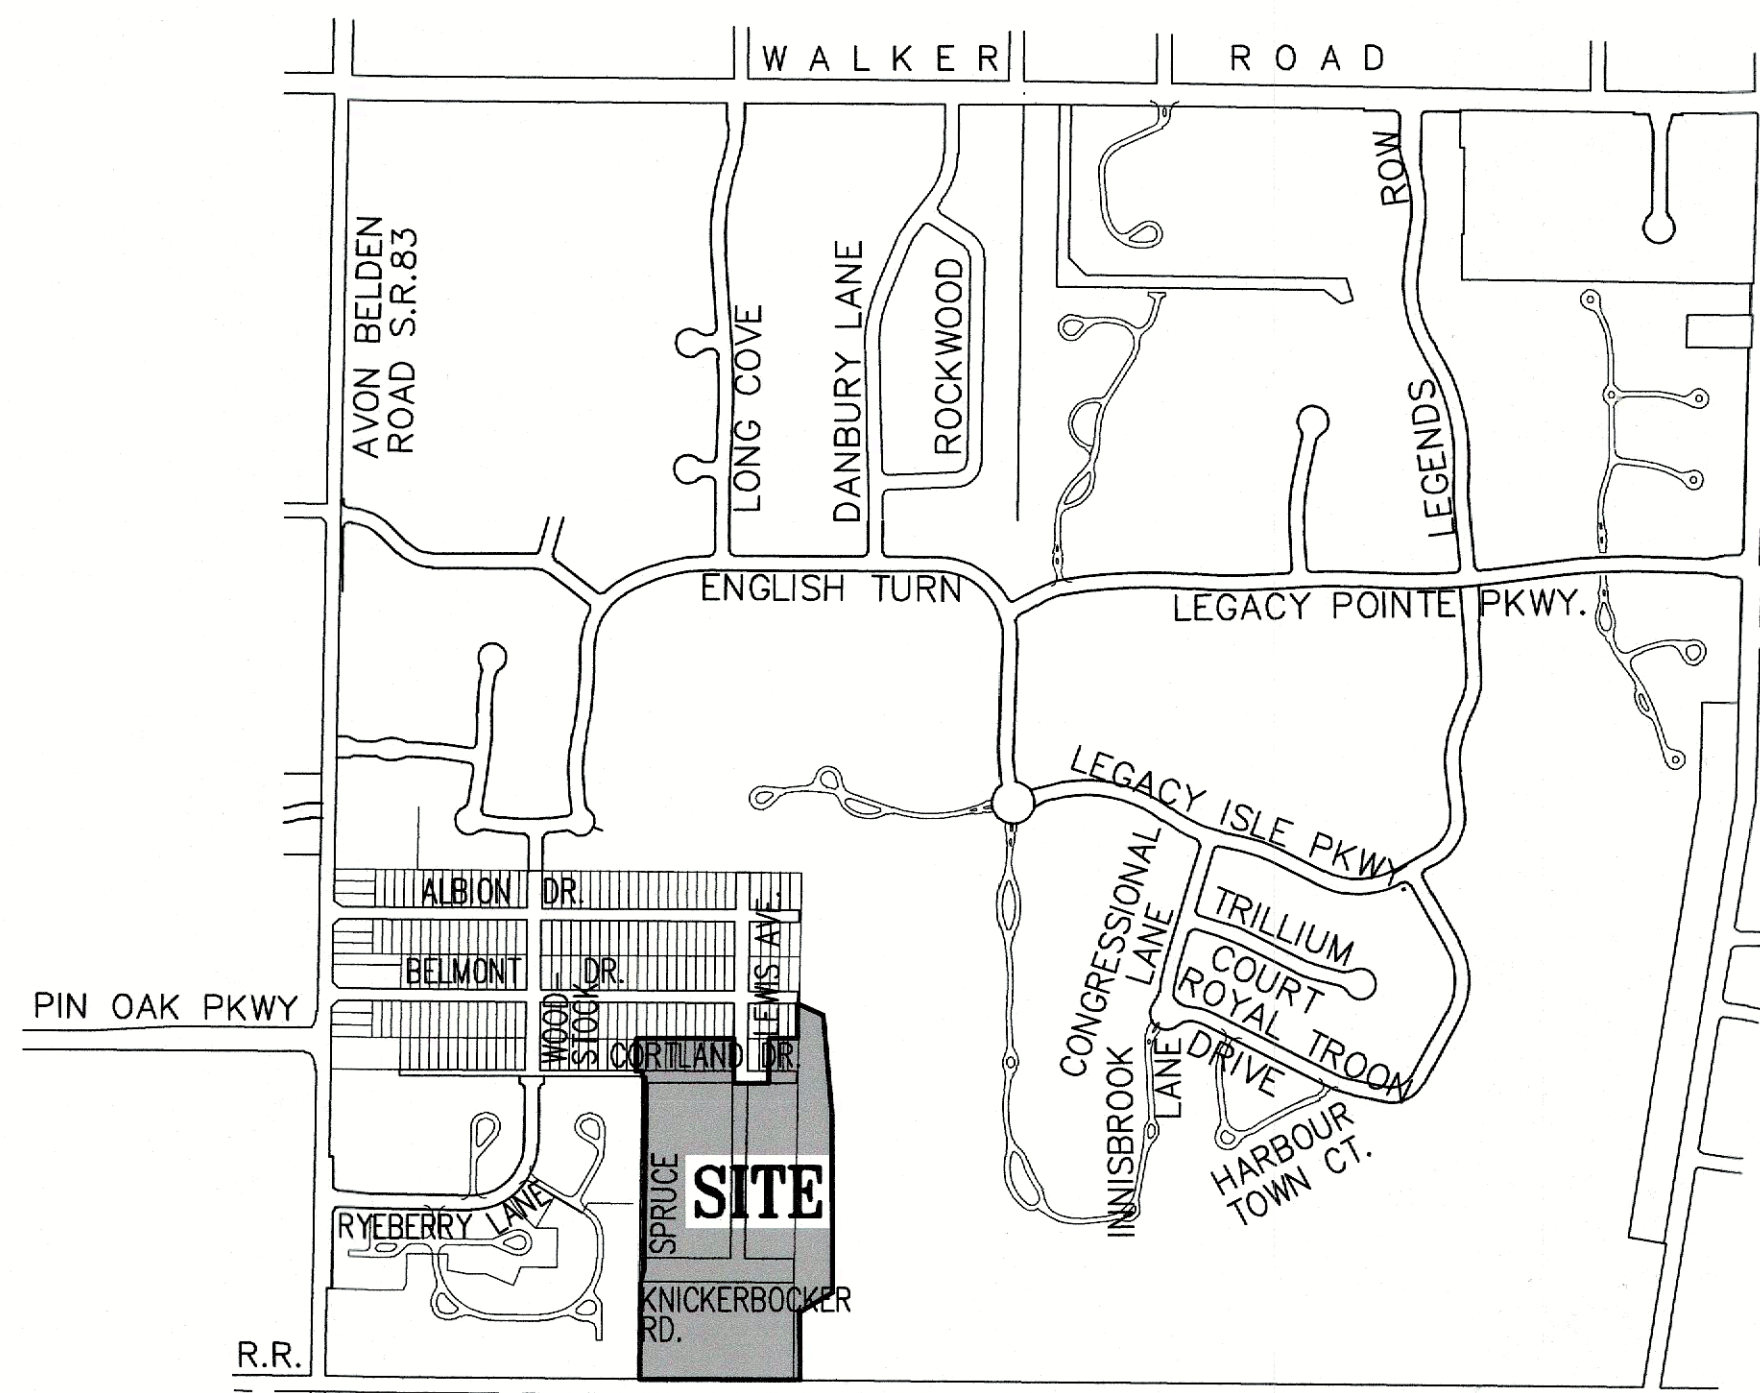 WALKER ROAD
AVON BELDEN
ROAD S.R.83
LONG COVE
DANBURY LANE
ROCKWOOD
LEGENDS ROW
ENGLISH TURN
LEGACY POINTE PKWY.
LEGACY ISLE PKWY
CONGRESSIONAL
LANE
TRILLIUM
COURT
ROYAL TROON
DRIVE
INNISBROOK
LANE
HARBOUR
TOWN CT.
ALBION DR.
BELMONT DR.
LEWIS AVE.
WOOD-
STOCK
CORTLAND DR.
PIN OAK PKWY
RYEBERRY LANE
SPRUCE
SITE
KNICKERBOCKER
RD.
R.R.